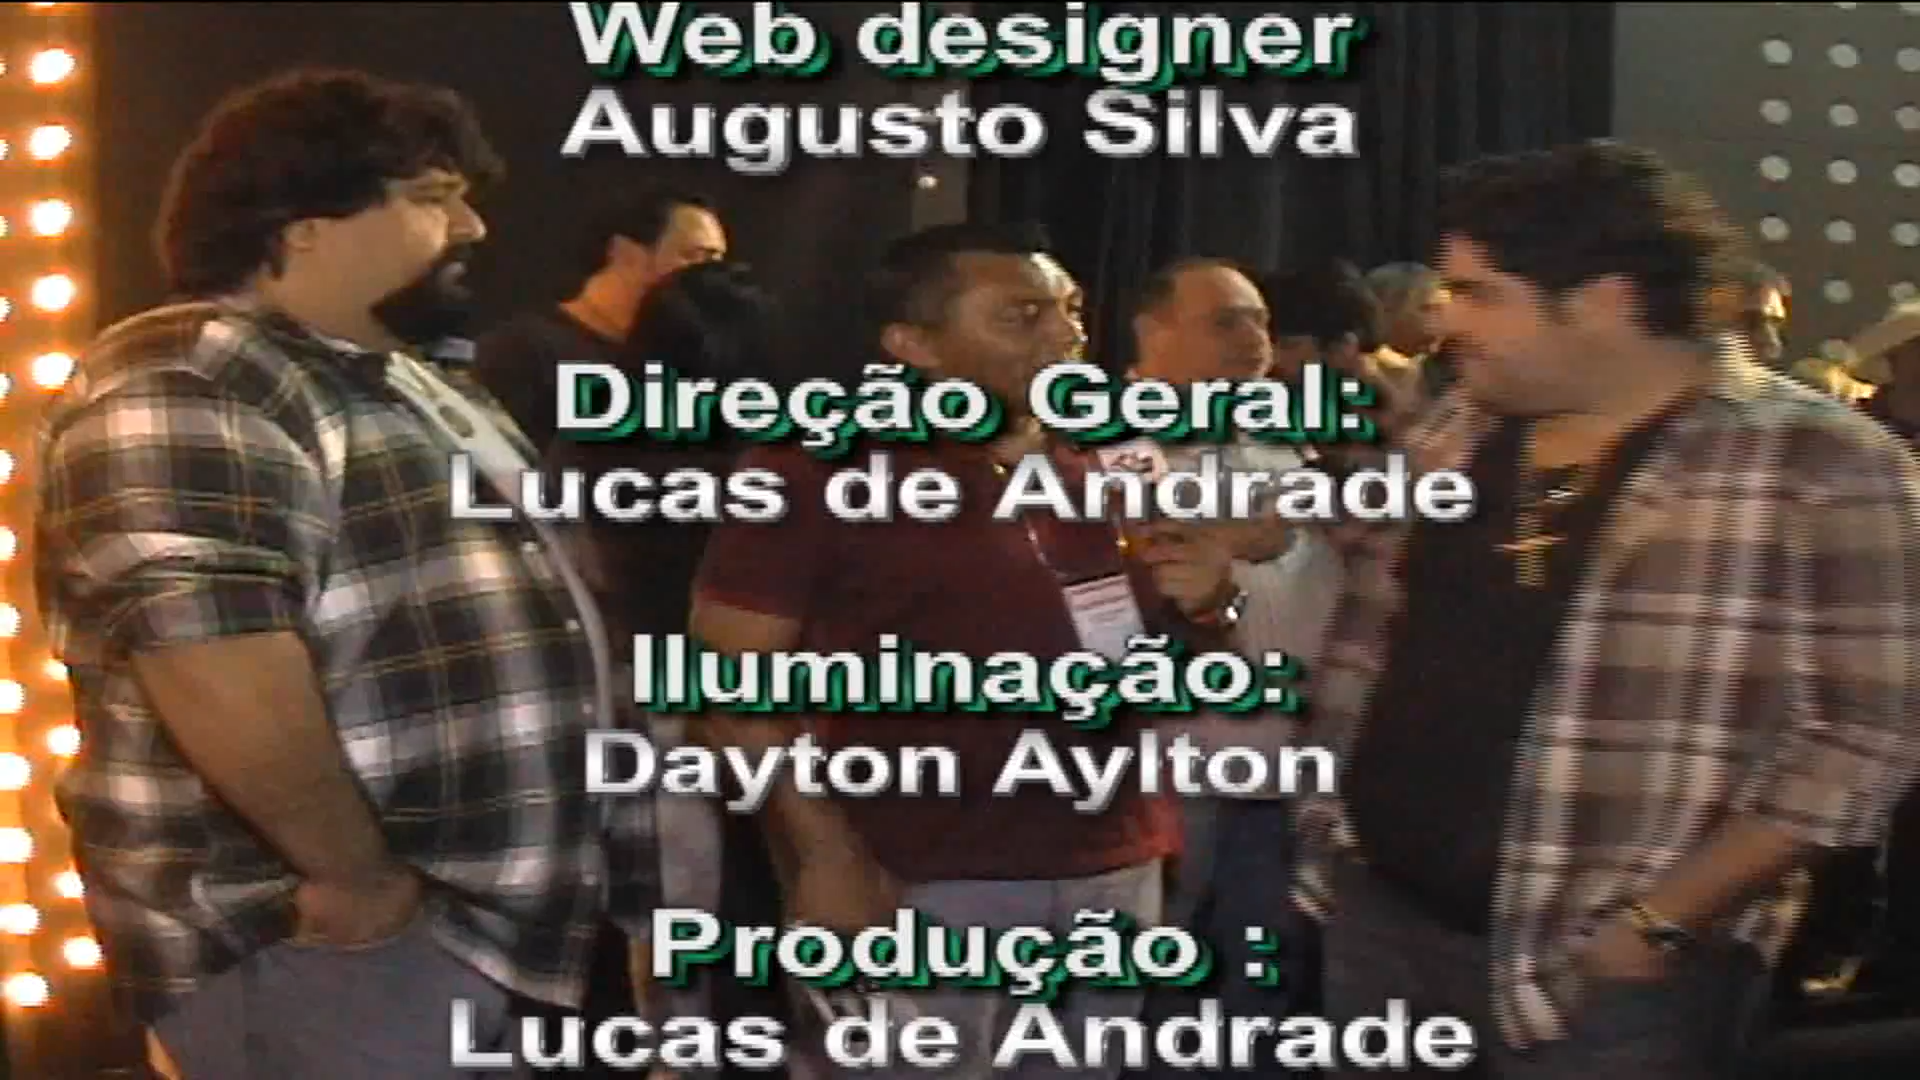 Web designer
Augusto Silva
Direção Geral:
Lucas de Andrade
Iluminação:
Dayton Aylton
Produção :
Lucas de Andrade